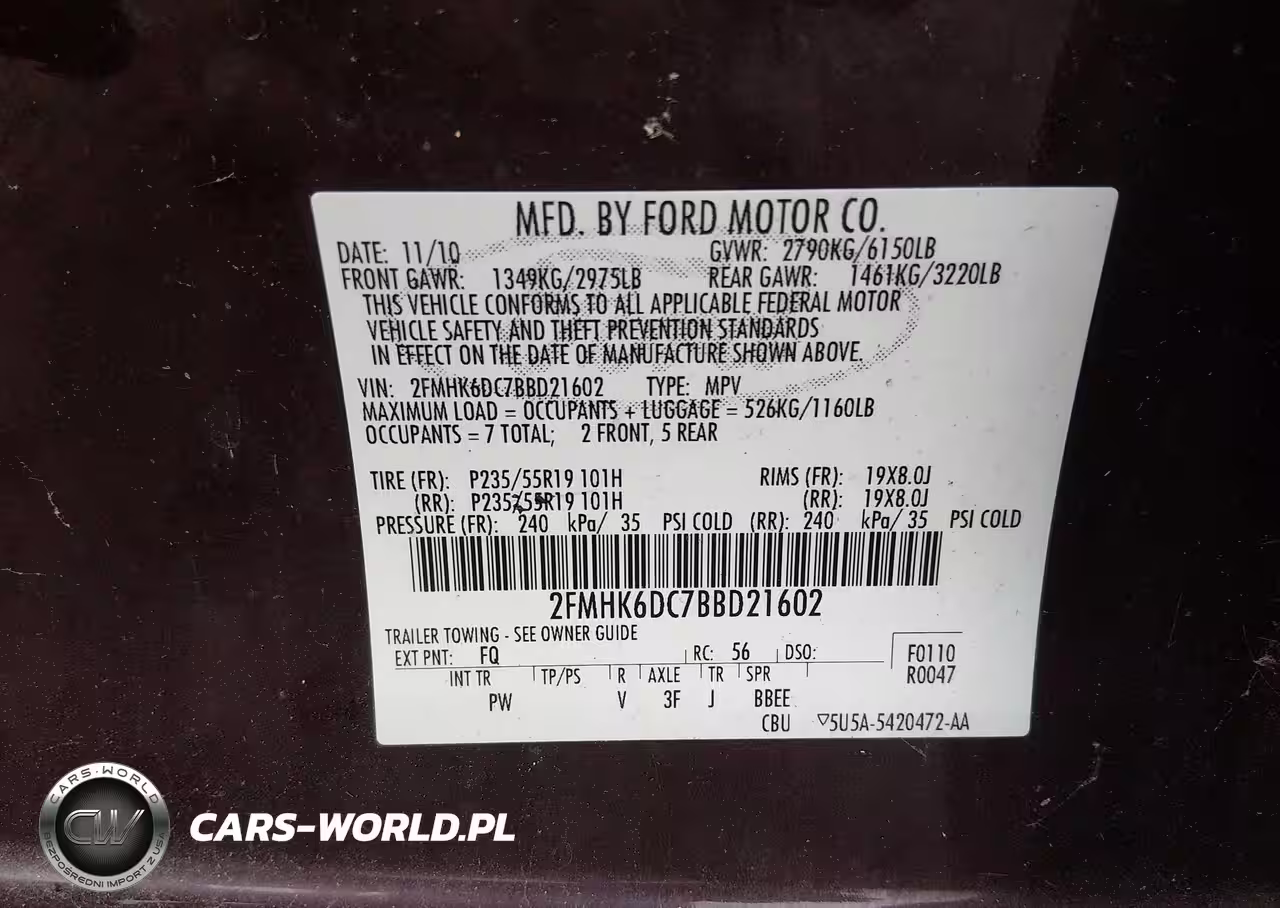 MFD. BY FORD MOTOR CO.
DATE: 11/10 GVWR: 2790KG/6150LB
FRONT GAWR: 1349KG/2975LB REAR GAWR: 1461KG/3220LB
THIS VEHICLE CONFORMS TO ALL APPLICABLE FEDERAL MOTOR
VEHICLE SAFETY AND THEFT PREVENTION STANDARDS
IN EFFECT ON THE DATE OF MANUFACTURE SHOWN ABOVE.
VIN: 2FMHK6DC7BBD21602 TYPE: MPV
MAXIMUM LOAD = OCCUPANTS + LUGGAGE = 526KG/1160LB
OCCUPANTS = 7 TOTAL; 2 FRONT, 5 REAR
TIRE (FR): P235/55R19 101H RIMS (FR): 19X8.0J
(RR): P235/55R19 101H (RR): 19X8.0J
PRESSURE (FR): 240 kPa/ 35 PSI COLD (RR): 240 kPa/ 35 PSI COLD
2FMHK6DC7BBD21602
TRAILER TOWING - SEE OWNER GUIDE
EXT PNT: FQ RC: 56 DSO: F0110
R0047
INT TR TP/PS R AXLE TR SPR
PW V 3F J BBEE
CBU ▽5U5A-5420472-AA
CARS-WORLD
CW
BEZPOŚREDNI IMPORT Z USA
CARS-WORLD.PL